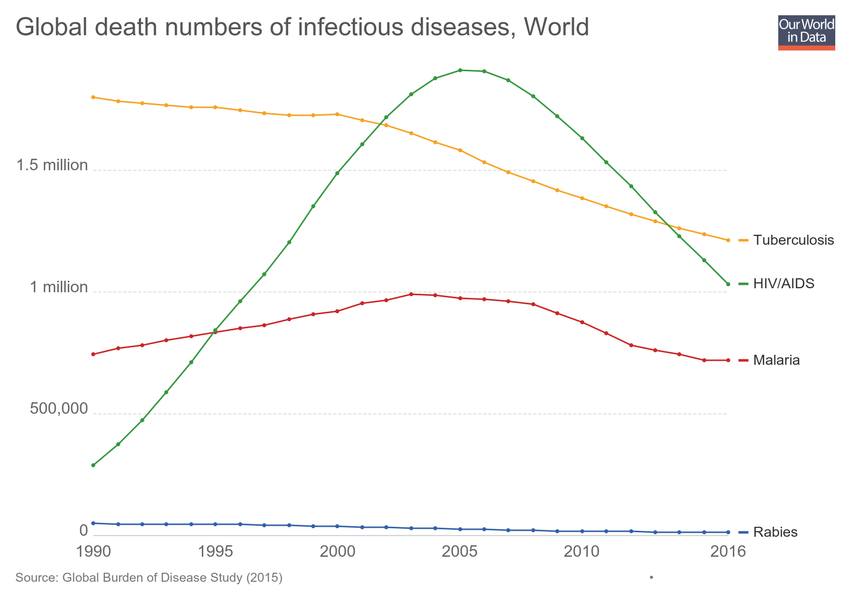 Global death numbers of infectious diseases, World
Our World
in Data
1.5 million
1 million
500,000
0
Tuberculosis
HIV/AIDS
Malaria
Rabies
1990 1995 2000 2005 2010 2016
Source: Global Burden of Disease Study (2015)